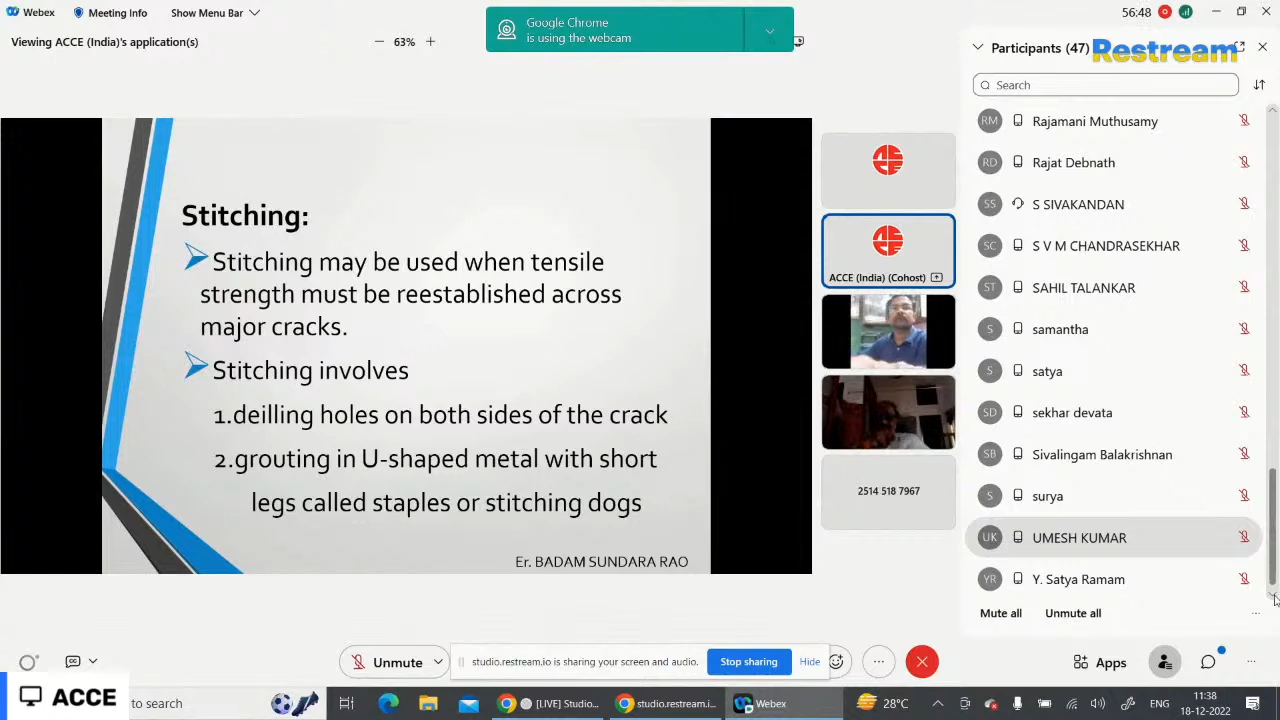 Webex
Meeting Info
Show Menu Bar
Google Chrome
is using the webcam
56:48
Viewing ACCE (India)'s application(s)
63%
Participants (47)
Restream
Search
RM Rajamani Muthusamy
RD Rajat Debnath
SS S SIVAKANDAN
SC S V M CHANDRASEKHAR
ST SAHIL TALANKAR
S samantha
S satya
SD sekhar devata
SB Sivalingam Balakrishnan
S surya
UK UMESH KUMAR
YR Y. Satya Ramam
Mute all Unmute all
ACCE (India) (Cohost)
2514 518 7967
Stitching:
Stitching may be used when tensile
strength must be reestablished across
major cracks.
Stitching involves
1.deilling holes on both sides of the crack
2.grouting in U-shaped metal with short
legs called staples or stitching dogs
Er. BADAM SUNDARA RAO
Unmute
studio.restream.io is sharing your screen and audio.
Stop sharing
Hide
Apps
ACCE
to search
[LIVE] Studio...
studio.restream.i...
Webex
28°C
ENG
11:38
18-12-2022